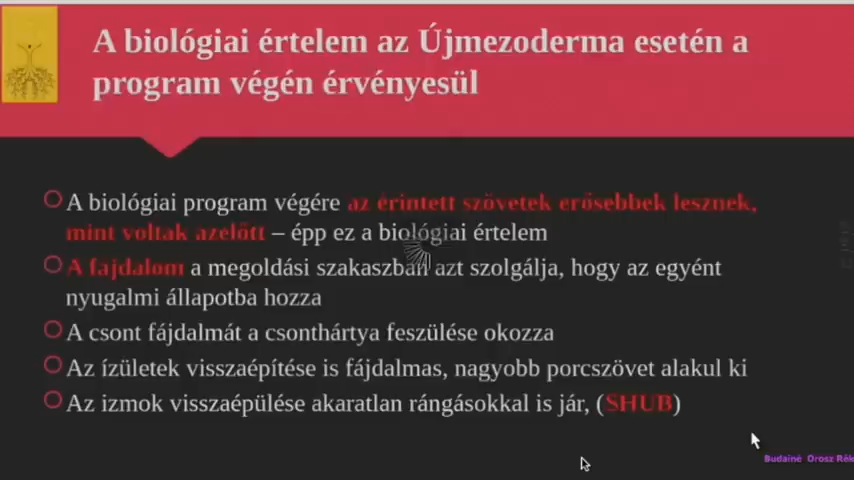 A biológiai értelem az Újmezoderma esetén a
program végén érvényesül
A biológiai program végére az érintett szövetek erősebbek lesznek,
mint voltak azelőtt – épp ez a biológiai értelem
A fajdalom a megoldási szakaszban azt szolgálja, hogy az egyént
nyugalmi állapotba hozza
A csont fájdalmát a csonthártya feszülése okozza
Az ízületek visszaépítése is fájdalmas, nagyobb porcszövet alakul ki
Az izmok visszaépülése akaratlan rángásokkal is jár, (SHUB)
Budainé Orosz